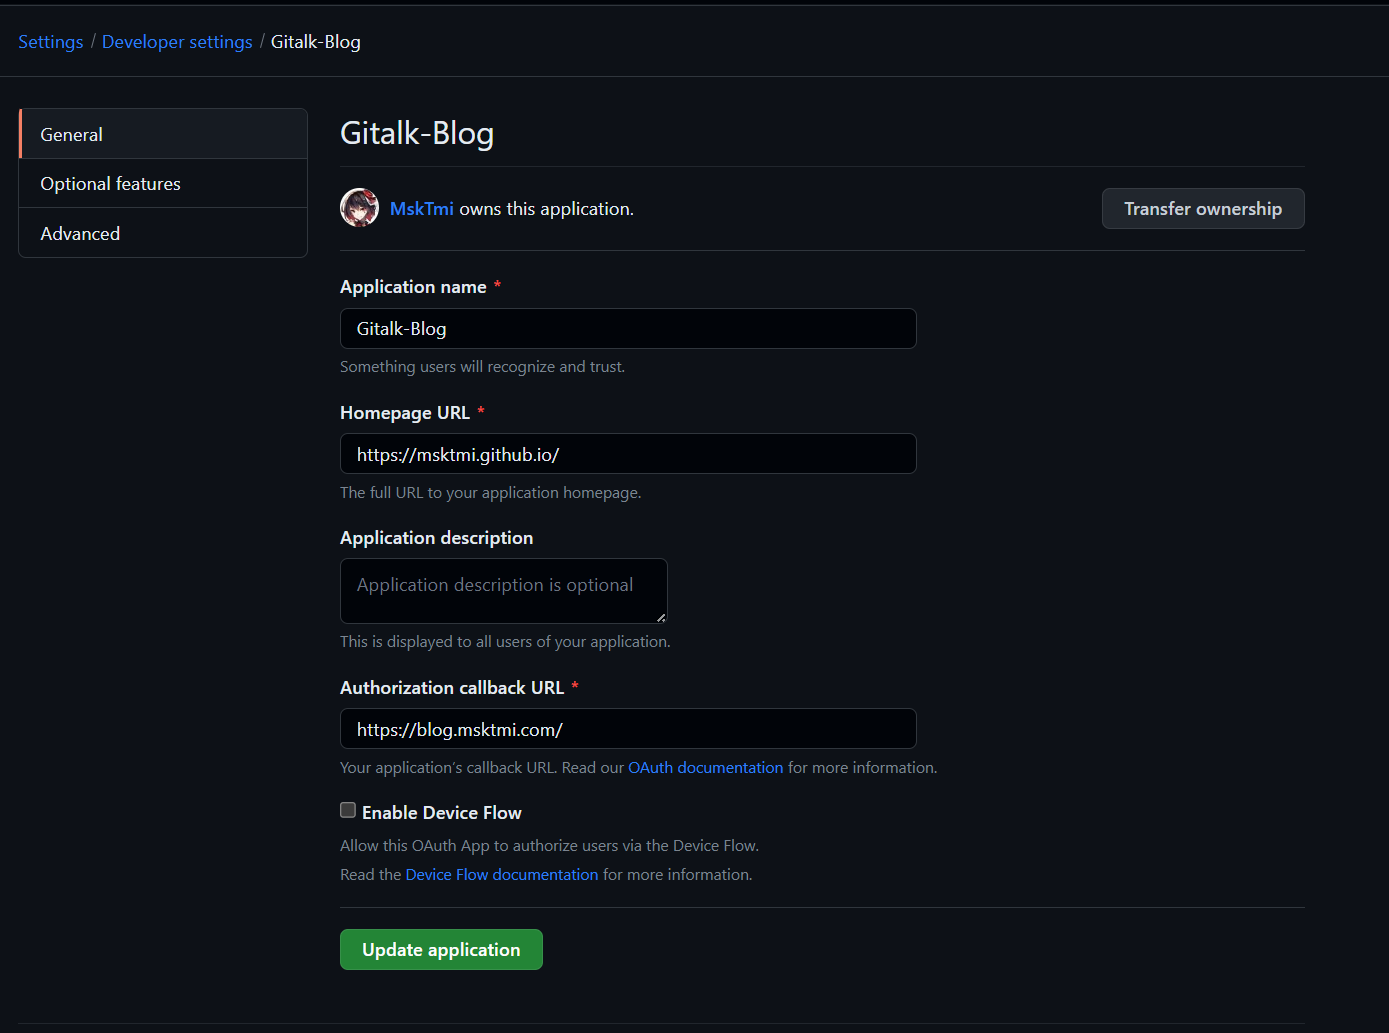 Settings / Developer settings / Gitalk-Blog
General
Optional features
Advanced
Gitalk-Blog
MskTmi owns this application.
Transfer ownership
Application name *
Gitalk-Blog
Something users will recognize and trust.
Homepage URL *
https://msktmi.github.io/
The full URL to your application homepage.
Application description
Application description is optional
This is displayed to all users of your application.
Authorization callback URL *
https://blog.msktmi.com/
Your application’s callback URL. Read our OAuth documentation for more information.
Enable Device Flow
Allow this OAuth App to authorize users via the Device Flow.
Read the Device Flow documentation for more information.
Update application